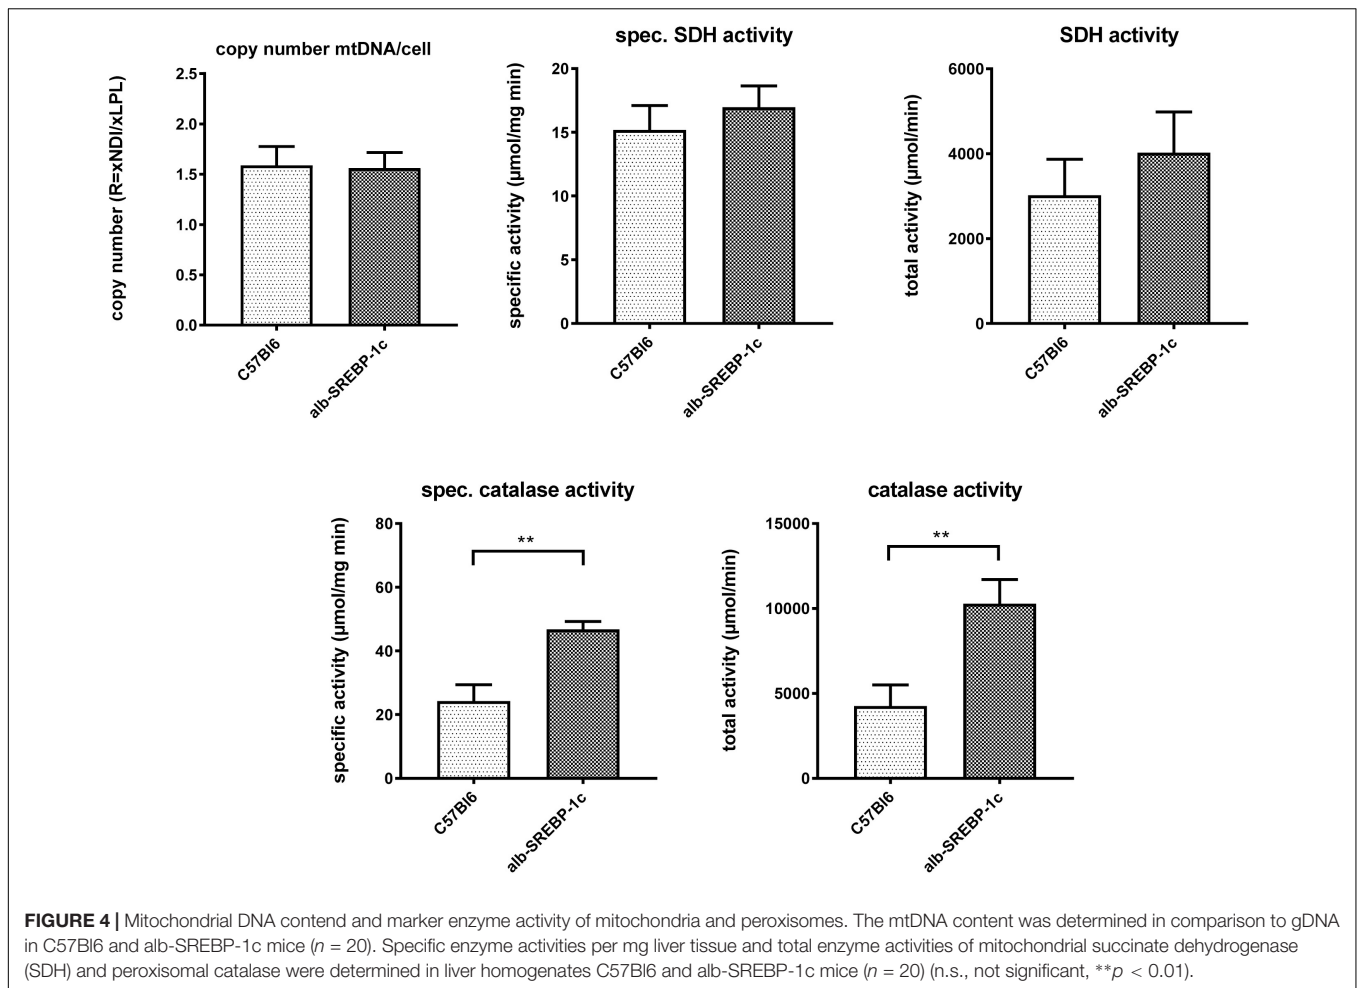 copy number mtDNA/cell
copy number (R=xNDI/xLPL)
2.5
2.0
1.5
1.0
0.5
0.0
C57Bl6
alb-SREBP-1c
spec. SDH activity
specific activity (µmol/mg min)
20
15
10
5
0
C57Bl6
alb-SREBP-1c
SDH activity
total activity (µmol/min)
6000
4000
2000
0
C57Bl6
alb-SREBP-1c
spec. catalase activity
specific activity (µmol/mg min)
80
60
40
20
0
**
C57Bl6
alb-SREBP-1c
catalase activity
total activity (µmol/min)
15000
10000
5000
0
**
C57Bl6
alb-SREBP-1c
FIGURE 4 | Mitochondrial DNA contend and marker enzyme activity of mitochondria and peroxisomes. The mtDNA content was determined in comparison to gDNA
in C57Bl6 and alb-SREBP-1c mice (n = 20). Specific enzyme activities per mg liver tissue and total enzyme activities of mitochondrial succinate dehydrogenase
(SDH) and peroxisomal catalase were determined in liver homogenates C57Bl6 and alb-SREBP-1c mice (n = 20) (n.s., not significant, **p < 0.01).